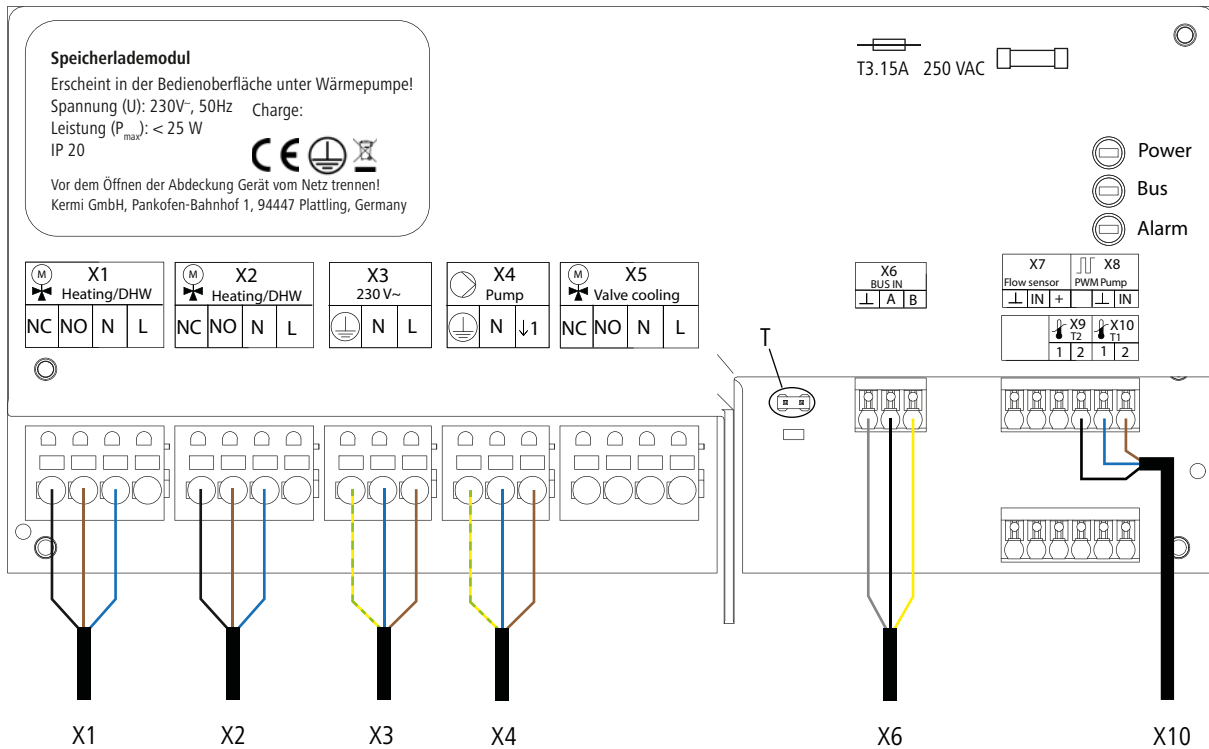 Speicherlademodul
Erscheint in der Bedienoberfläche unter Wärmepumpe!
Spannung (U): 230V~, 50Hz Charge:
Leistung (Pmax): < 25 W
IP 20
CE
Vor dem Öffnen der Abdeckung Gerät vom Netz trennen!
Kermi GmbH, Pankofen-Bahnhof 1, 94447 Plattling, Germany
T3.15A 250 VAC
Power
Bus
Alarm
M X1
Heating/DHW
NC NO N L
M X2
Heating/DHW
NC NO N L
X3
230 V~
N L
X4
Pump
N ↓1
M X5
Valve cooling
NC NO N L
X6
BUS IN
⊥ A B
X7
Flow sensor
⊥ IN +
X8
PWM Pump
⊥ IN
X9
T2
1 2
X10
T1
1 2
T
X1
X2
X3
X4
X6
X10